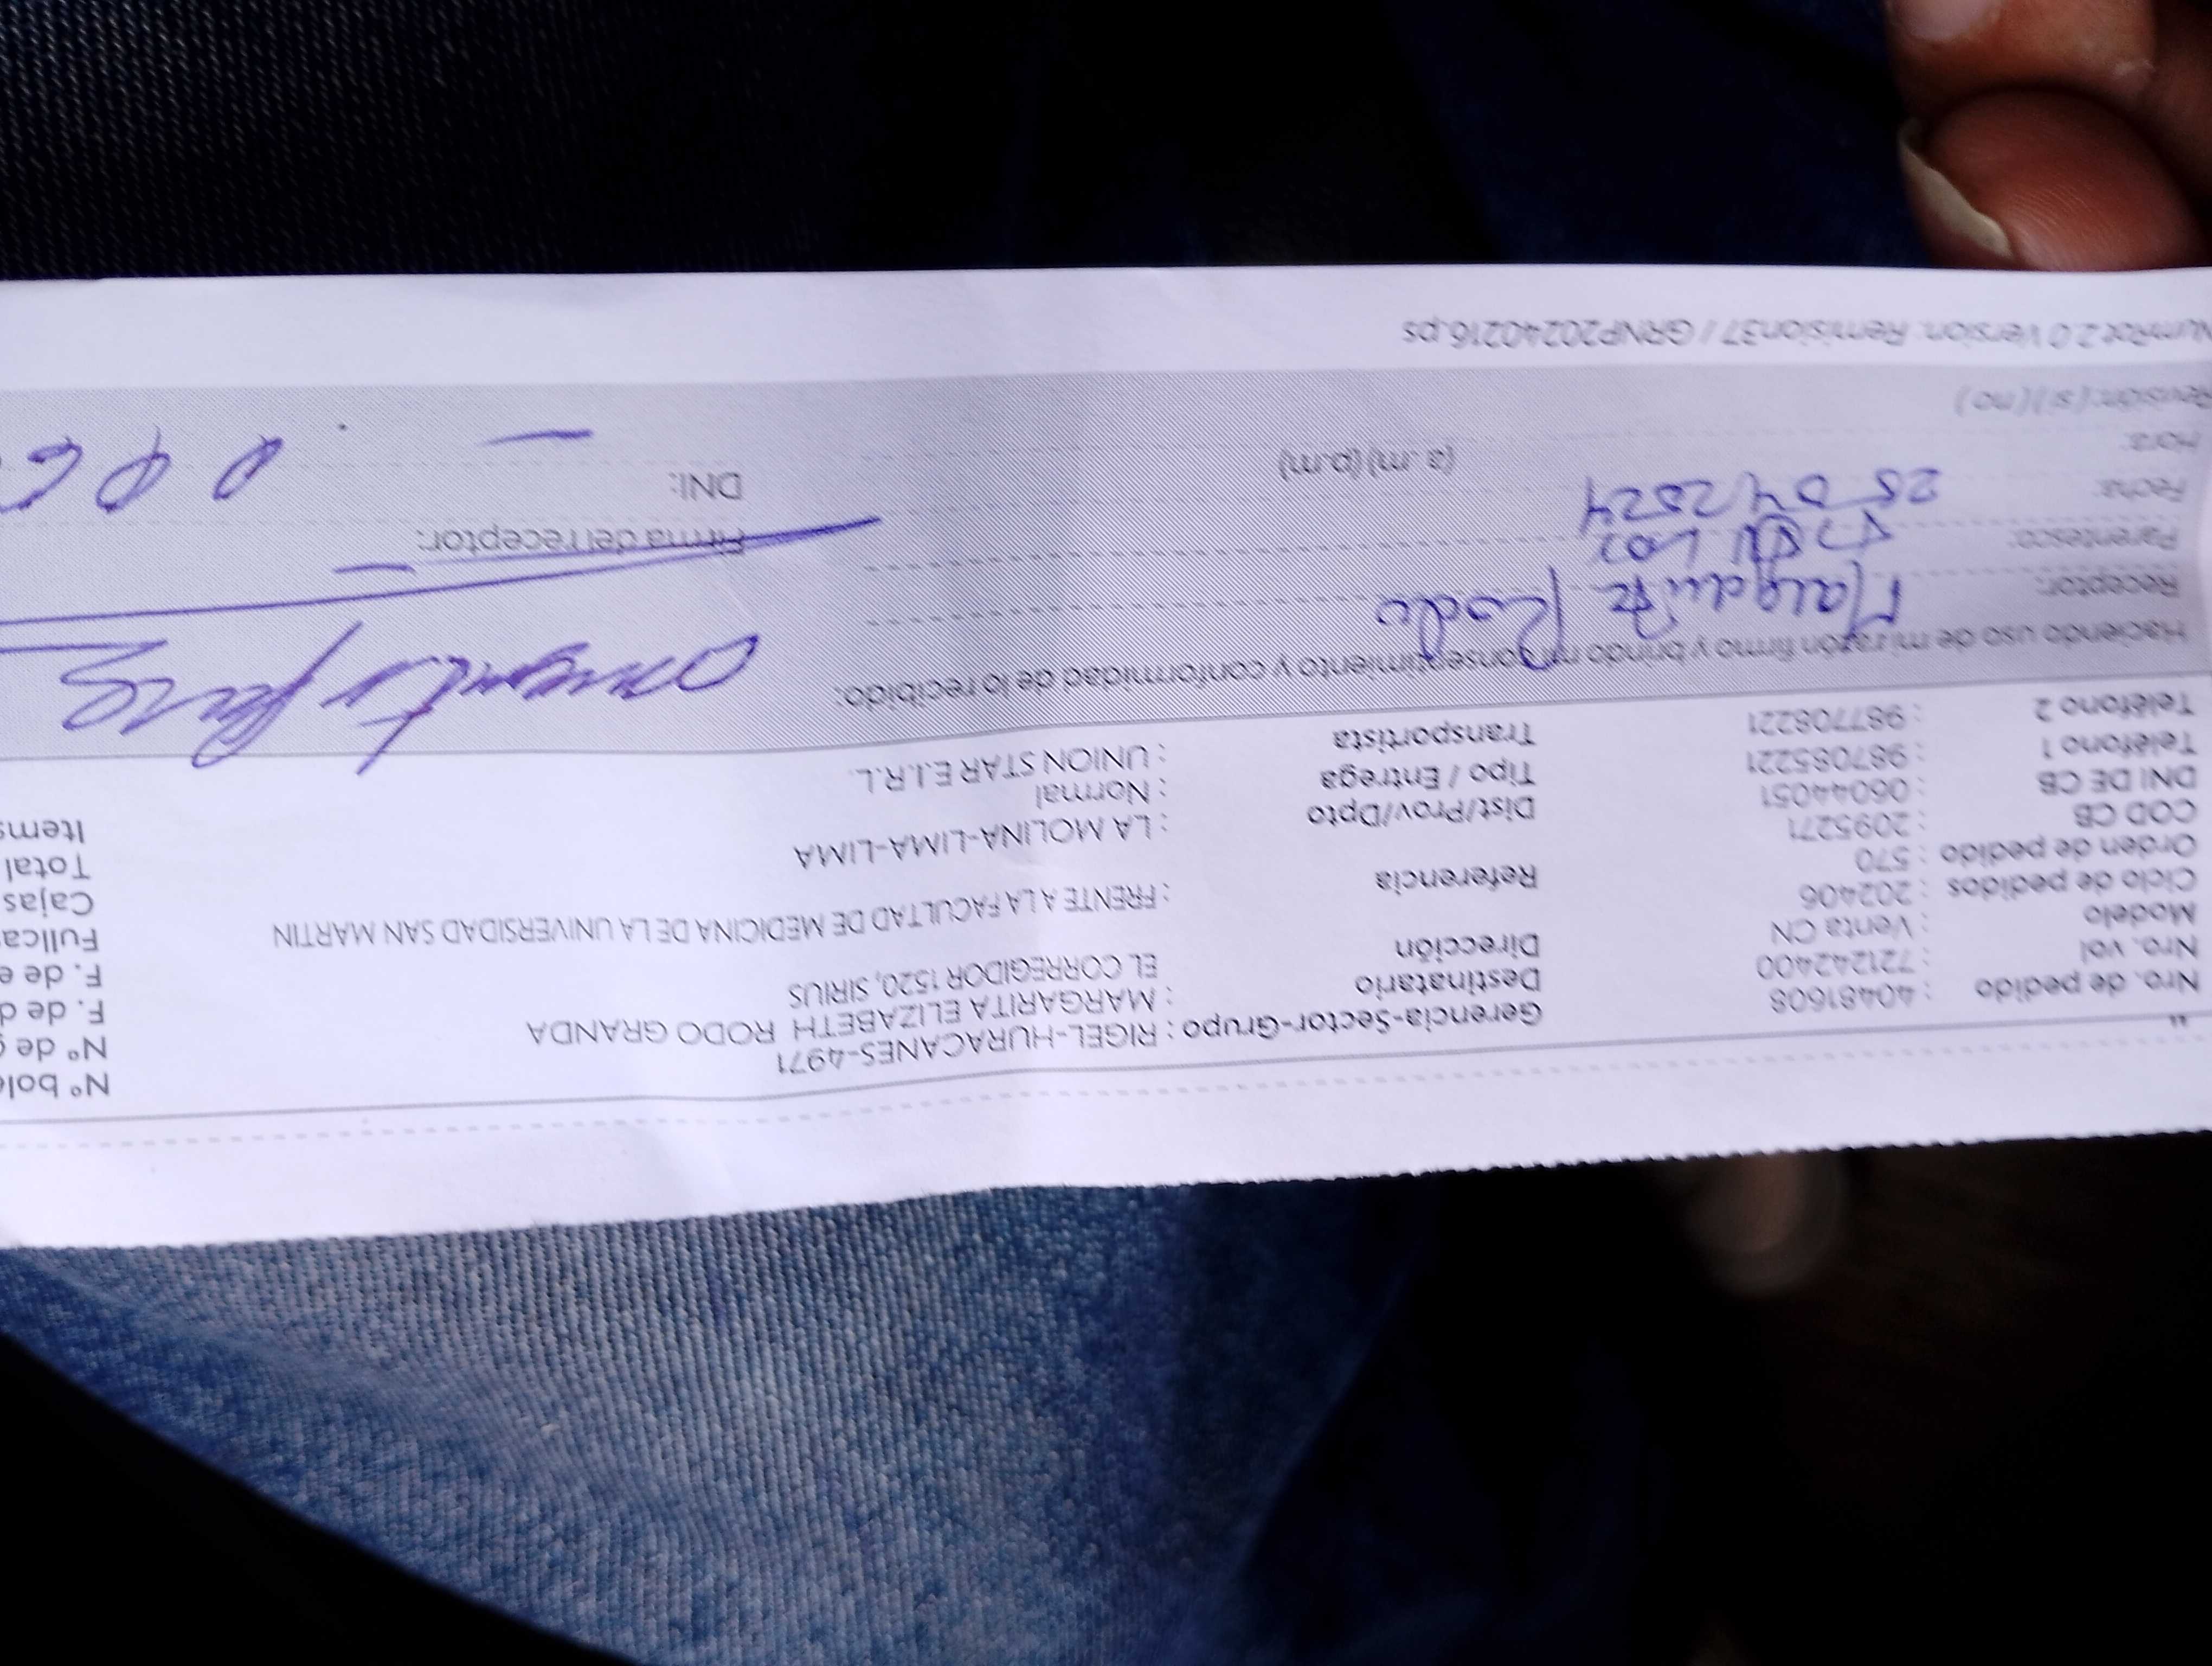 Nº bole
Nro. de pedido : 40481608 Gerencia-Sector-Grupo : RIGEL-HURACANES-4971 Nº de g
Nro. vol : 721242400 Destinatario : MARGARITA ELIZABETH RODO GRANDA F. de d
Modelo : Venta CN Dirección EL CORREGIDOR 1520, SIRIUS F. de e
Ciclo de pedidos : 202406 Fullca
Orden de pedido : 570 Referencia : FRENTE A LA FACULTAD DE MEDICINA DE LA UNIVERSIDAD SAN MARTIN Cajas
COD CB : 2095271 Total
DNI DE CB : 06044051 Dist/Prov/Dpto : LA MOLINA-LIMA-LIMA Items
Teléfono 1 : 987085221 Tipo / Entrega : Normal
Teléfono 2 : 987708221 Transportista : UNION STAR E.I.R.L.
Haciendo uso de mi razón firmo y brindo mi consentimiento y conformidad de lo recibido:
Receptor: Rodo
Parentesco: Firma del receptor:
Fecha: 25 04 2024 DNI:
Hora: (a .m) (p.m)
Revisión: ( si ) ( no )
NumRot 2.0 Version: Remision37 / GRNP20240216.ps